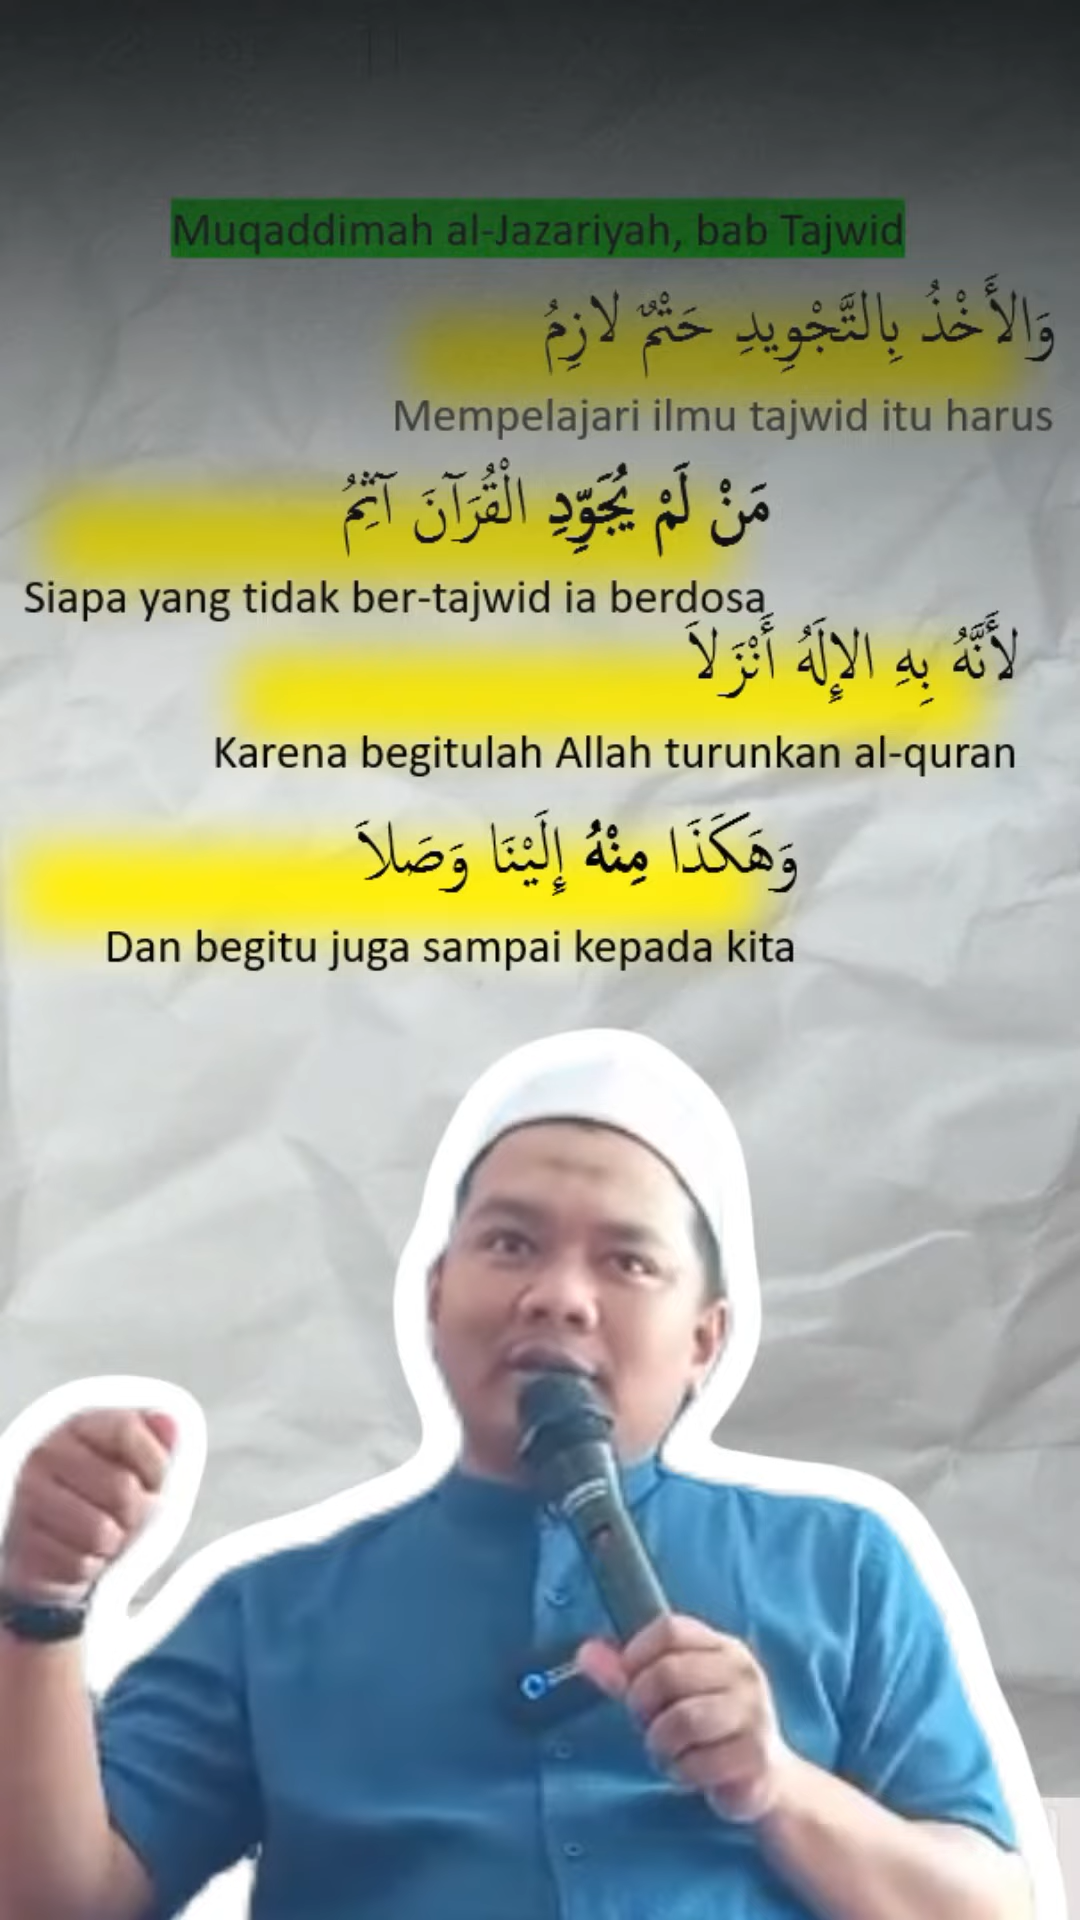 Muqaddimah al-Jazariyah, bab Tajwid
وَالأَخْذُ بِالتَّجْوِيدِ حَتْمٌ لازِمُ
Mempelajari ilmu tajwid itu harus
مَنْ لَمْ يُجَوِّدِ الْقُرَآنَ آثِمُ
Siapa yang tidak ber-tajwid ia berdosa
لأَنَّهُ بِهِ الإِلَهُ أَنْزَلاَ
Karena begitulah Allah turunkan al-quran
وَهَكَذَا مِنْهُ إِلَيْنَا وَصَلاَ
Dan begitu juga sampai kepada kita